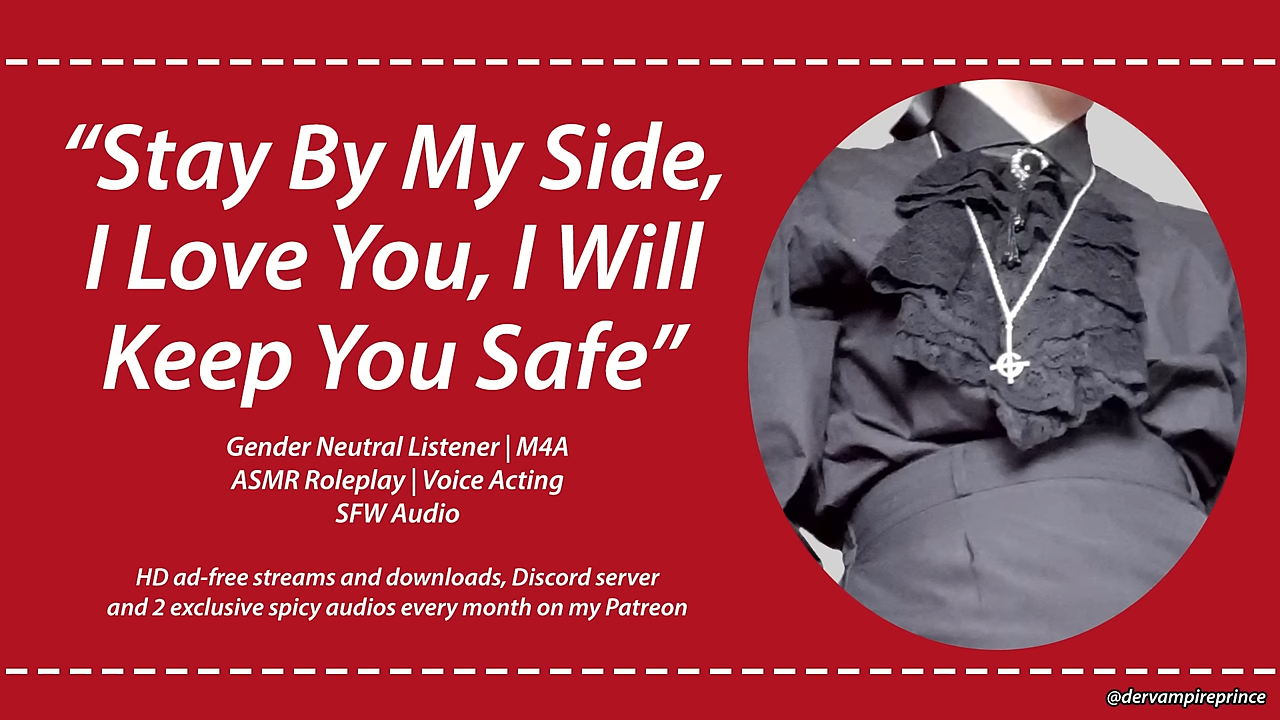 “Stay By My Side,
I Love You, I Will
Keep You Safe”
Gender Neutral Listener | M4A
ASMR Roleplay | Voice Acting
SFW Audio
HD ad-free streams and downloads, Discord server
and 2 exclusive spicy audios every month on my Patreon
@dervampireprince